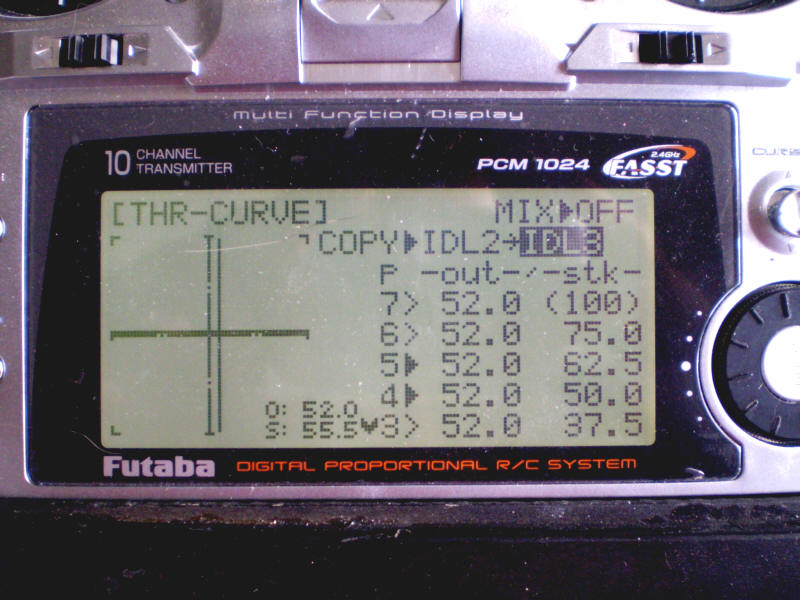 Multi Function Display
10 CHANNEL TRANSMITTER
PCM 1024 2.4GHz FASST
[THR-CURVE] MIX▶OFF
COPY▶IDL2→IDL3
P -out-/-stk-
7> 52.0 (100)
6> 52.0 75.0
5▶ 52.0 62.5
4▶ 52.0 50.0
3> 52.0 37.5
O: 52.0
S: 55.5
Futaba DIGITAL PROPORTIONAL R/C SYSTEM